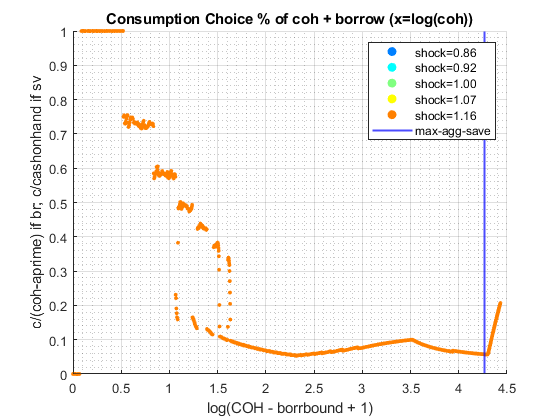 Consumption Choice % of coh + borrow (x=log(coh))
c/(coh-aprime) if br, c/cashonhand if sv
1
0.9
0.8
0.7
0.6
0.5
0.4
0.3
0.2
0.1
0
shock=0.86
shock=0.92
shock=1.00
shock=1.07
shock=1.16
max-agg-save
0 0.5 1 1.5 2 2.5 3 3.5 4 4.5
log(COH - borrbound + 1)